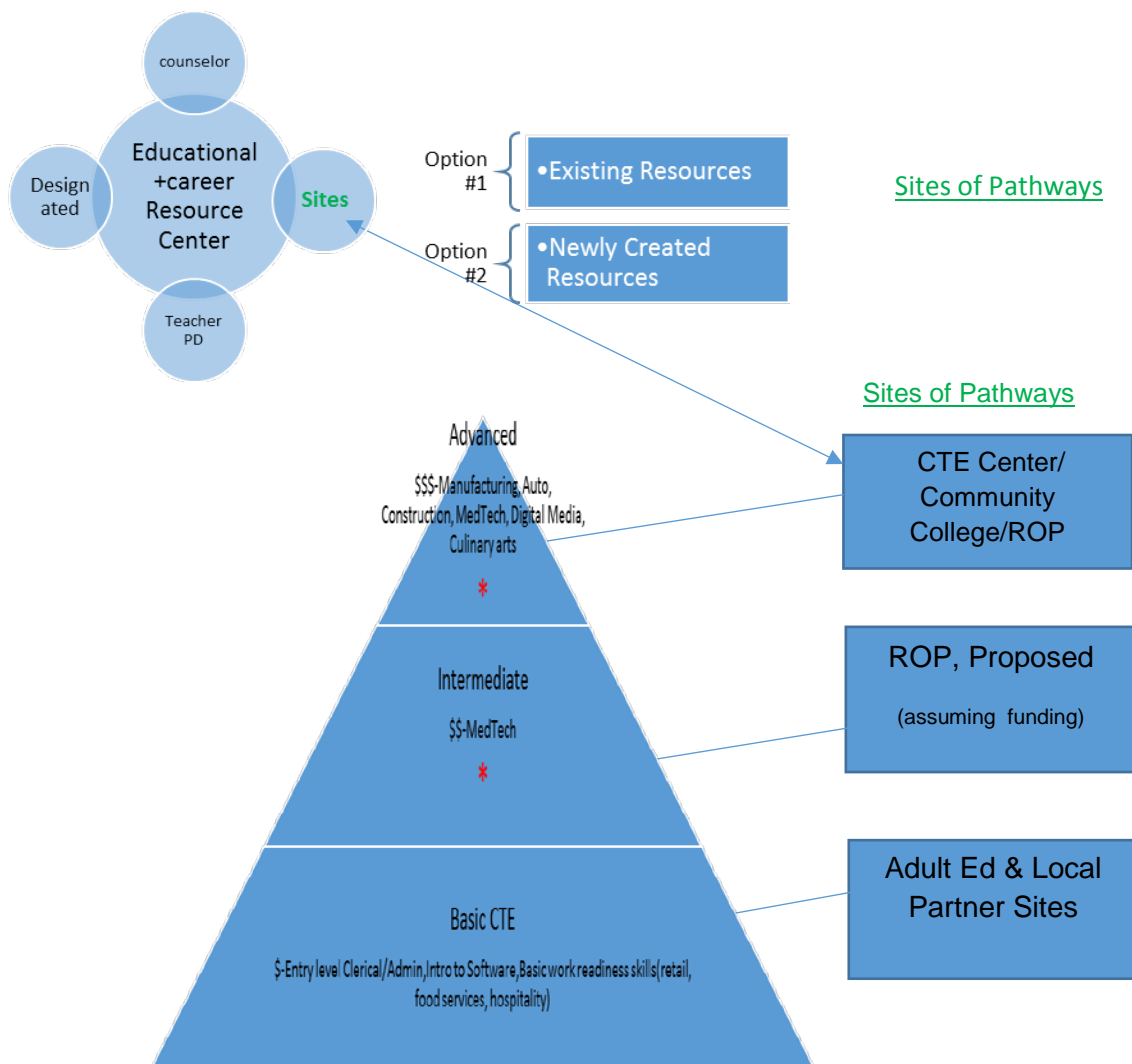 counselor
Educational
+career
Resource
Center
Design
ated
Sites
Teacher
PD
Option
#1
•Existing Resources
Option
#2
•Newly Created
Resources
Sites of Pathways
Sites of Pathways
Advanced
$$$-Manufacturing, Auto,
Construction, MedTech, Digital Media,
Culinary arts
*
CTE Center/
Community
College/ROP
Intermediate
$$-MedTech
*
ROP, Proposed
(assuming funding)
Basic CTE
$-Entry level Clerical/Admin,Intro to Software,Basic work readiness skills(retail,
food services, hospitality)
Adult Ed & Local
Partner Sites